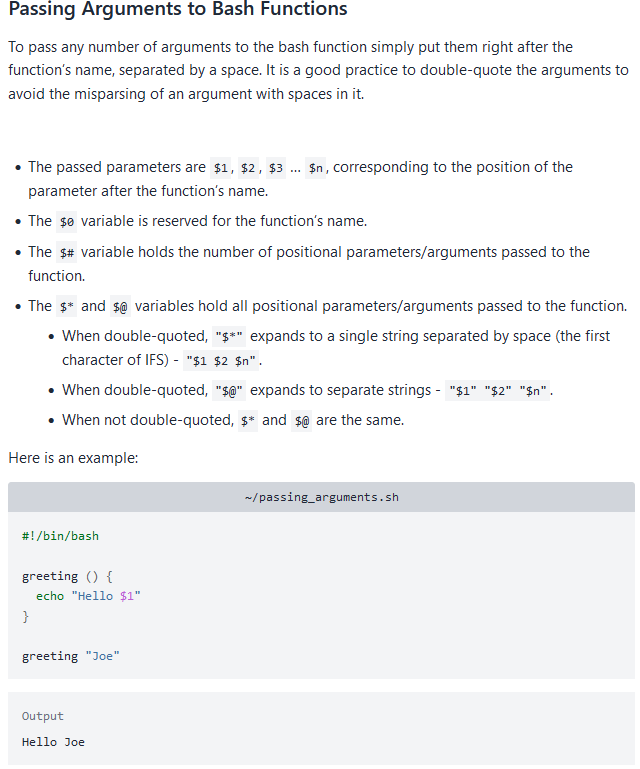 Passing Arguments to Bash Functions
To pass any number of arguments to the bash function simply put them right after the
function’s name, separated by a space. It is a good practice to double-quote the arguments to
avoid the misparsing of an argument with spaces in it.
• The passed parameters are $1, $2, $3 … $n, corresponding to the position of the
parameter after the function’s name.
• The $0 variable is reserved for the function’s name.
• The $# variable holds the number of positional parameters/arguments passed to the
function.
• The $* and $@ variables hold all positional parameters/arguments passed to the function.
• When double-quoted, "$*" expands to a single string separated by space (the first
character of IFS) - "$1 $2 $n".
• When double-quoted, "$@" expands to separate strings - "$1" "$2" "$n".
• When not double-quoted, $* and $@ are the same.
Here is an example:
~/passing_arguments.sh
#!/bin/bash
greeting () {
  echo "Hello $1"
}
greeting "Joe"
Output
Hello Joe